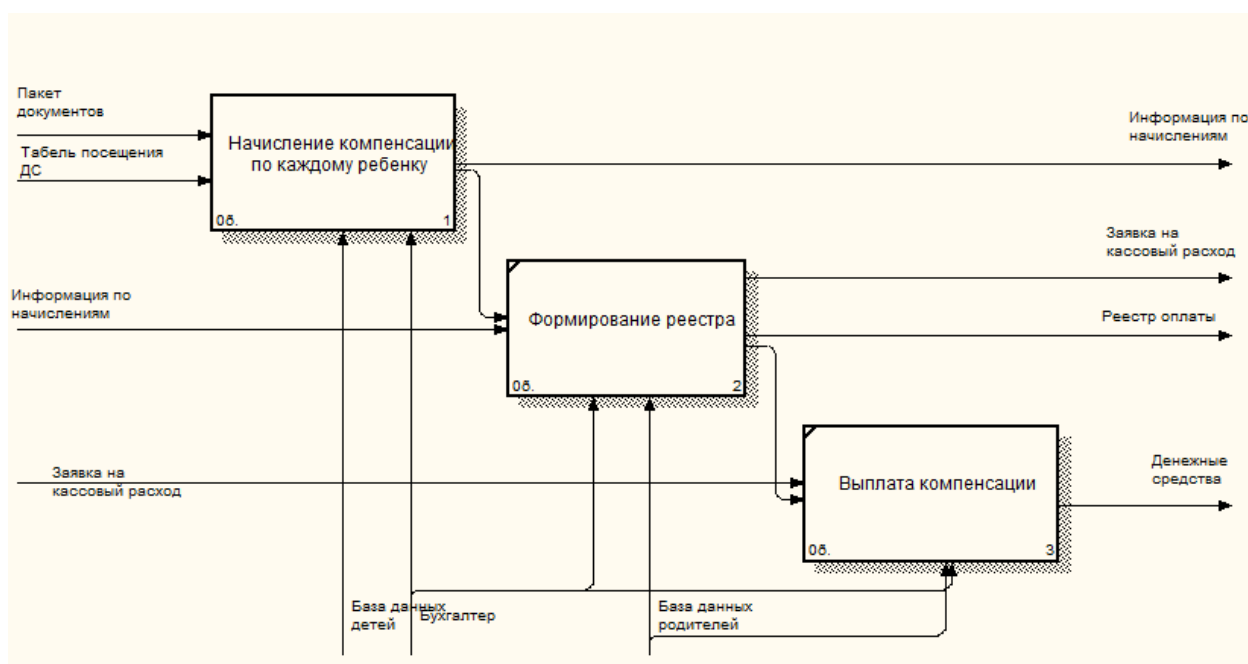 Пакет
документов
Табель посещения
ДС
Начисление компенсации
по каждому ребенку
0б.
1
Информация по
начислениям
Заявка на
кассовый расход
Информация по
начислениям
Формирование реестра
0б.
2
Реестр оплаты
Заявка на
кассовый расход
Выплата компенсации
0б.
3
Денежные
средства
База данных
детей
Бухгалтер
База данных
родителей